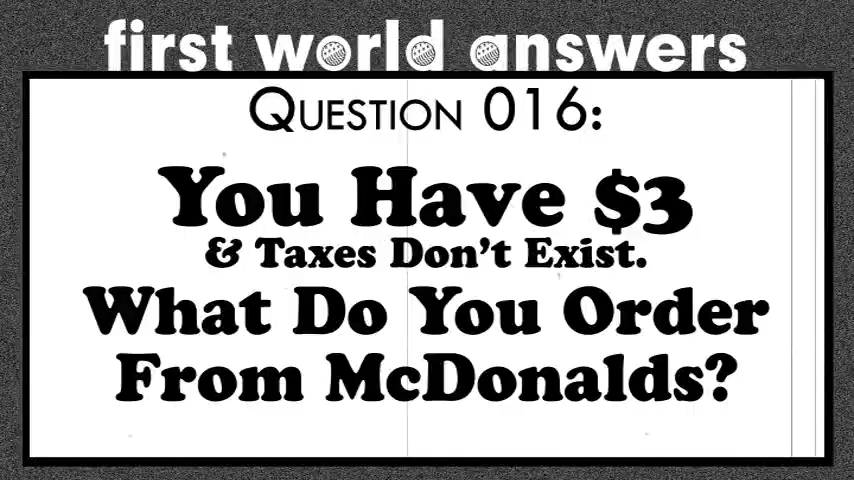 first world answers
Question 016:
You Have $3
& Taxes Don't Exist.
What Do You Order
From McDonalds?